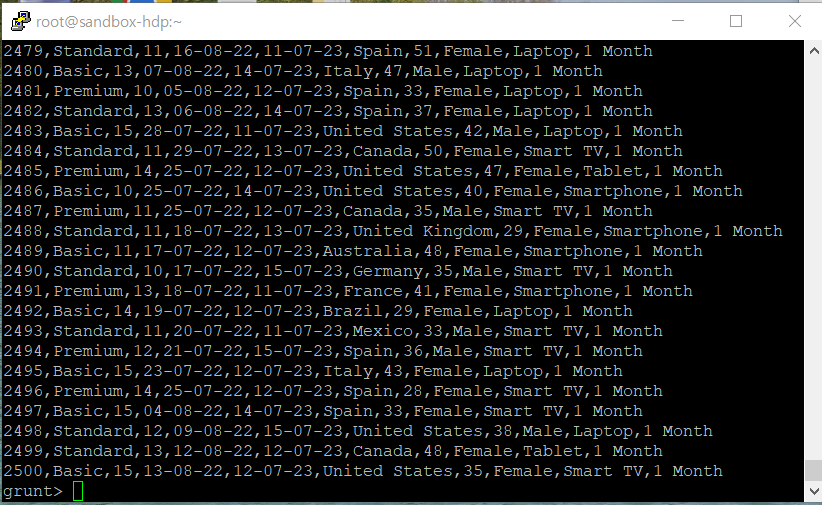 root@sandbox-hdp:~
2479,Standard,11,16-08-22,11-07-23,Spain,51,Female,Laptop,1 Month
2480,Basic,13,07-08-22,14-07-23,Italy,47,Male,Laptop,1 Month
2481,Premium,10,05-08-22,12-07-23,Spain,33,Female,Laptop,1 Month
2482,Standard,13,06-08-22,14-07-23,Spain,37,Female,Laptop,1 Month
2483,Basic,15,28-07-22,11-07-23,United States,42,Male,Laptop,1 Month
2484,Standard,11,29-07-22,13-07-23,Canada,50,Female,Smart TV,1 Month
2485,Premium,14,25-07-22,12-07-23,United States,47,Female,Tablet,1 Month
2486,Basic,10,25-07-22,14-07-23,United States,40,Female,Smartphone,1 Month
2487,Premium,11,25-07-22,12-07-23,Canada,35,Male,Smart TV,1 Month
2488,Standard,11,18-07-22,13-07-23,United Kingdom,29,Female,Smartphone,1 Month
2489,Basic,11,17-07-22,12-07-23,Australia,48,Female,Smartphone,1 Month
2490,Standard,10,17-07-22,15-07-23,Germany,35,Male,Smart TV,1 Month
2491,Premium,13,18-07-22,11-07-23,France,41,Female,Smartphone,1 Month
2492,Basic,14,19-07-22,12-07-23,Brazil,29,Female,Laptop,1 Month
2493,Standard,11,20-07-22,11-07-23,Mexico,33,Male,Smart TV,1 Month
2494,Premium,12,21-07-22,15-07-23,Spain,36,Male,Smart TV,1 Month
2495,Basic,15,23-07-22,12-07-23,Italy,43,Female,Laptop,1 Month
2496,Premium,14,25-07-22,12-07-23,Spain,28,Female,Smart TV,1 Month
2497,Basic,15,04-08-22,14-07-23,Spain,33,Female,Smart TV,1 Month
2498,Standard,12,09-08-22,15-07-23,United States,38,Male,Laptop,1 Month
2499,Standard,13,12-08-22,12-07-23,Canada,48,Female,Tablet,1 Month
2500,Basic,15,13-08-22,12-07-23,United States,35,Female,Smart TV,1 Month
grunt>